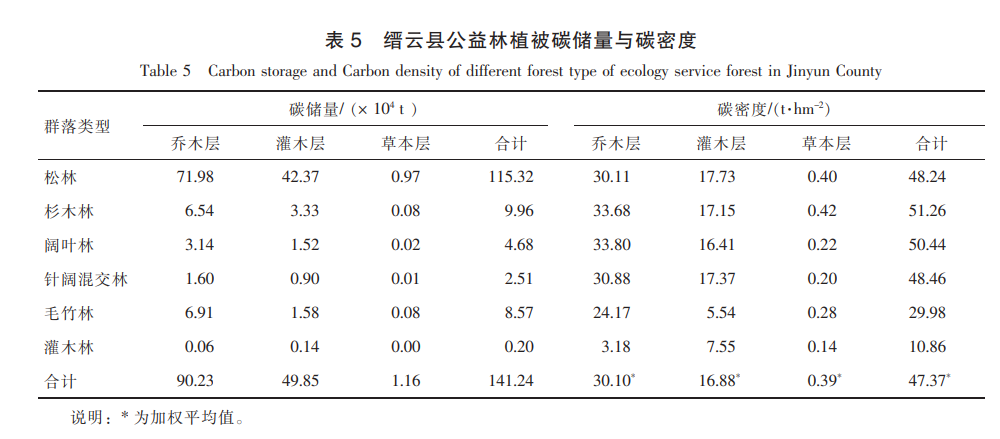 表 5 缙云县公益林植被碳储量与碳密度
Table 5 Carbon storage and Carbon density of different forest type of ecology service forest in Jinyun County
群落类型 碳储量/ (× 10⁴ t ) 碳密度/(t·hm⁻²)
乔木层 灌木层 草本层 合计 乔木层 灌木层 草本层 合计
松林 71.98 42.37 0.97 115.32 30.11 17.73 0.40 48.24
杉木林 6.54 3.33 0.08 9.96 33.68 17.15 0.42 51.26
阔叶林 3.14 1.52 0.02 4.68 33.80 16.41 0.22 50.44
针阔混交林 1.60 0.90 0.01 2.51 30.88 17.37 0.20 48.46
毛竹林 6.91 1.58 0.08 8.57 24.17 5.54 0.28 29.98
灌木林 0.06 0.14 0.00 0.20 3.18 7.55 0.14 10.86
合计 90.23 49.85 1.16 141.24 30.10* 16.88* 0.39* 47.37*
说明：* 为加权平均值。